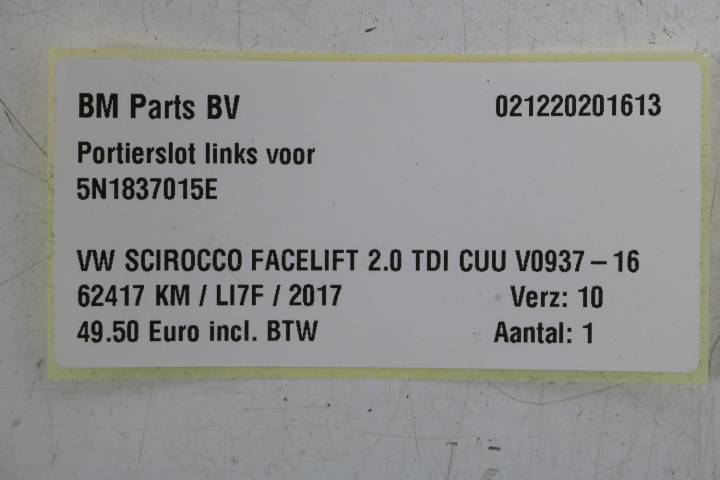 BM Parts BV 021220201613
Portierslot links voor
5N1837015E
VW SCIROCCO FACELIFT 2.0 TDI CUU V0937-16
62417 KM / LI7F / 2017 Verz: 10
49.50 Euro incl. BTW Aantal: 1